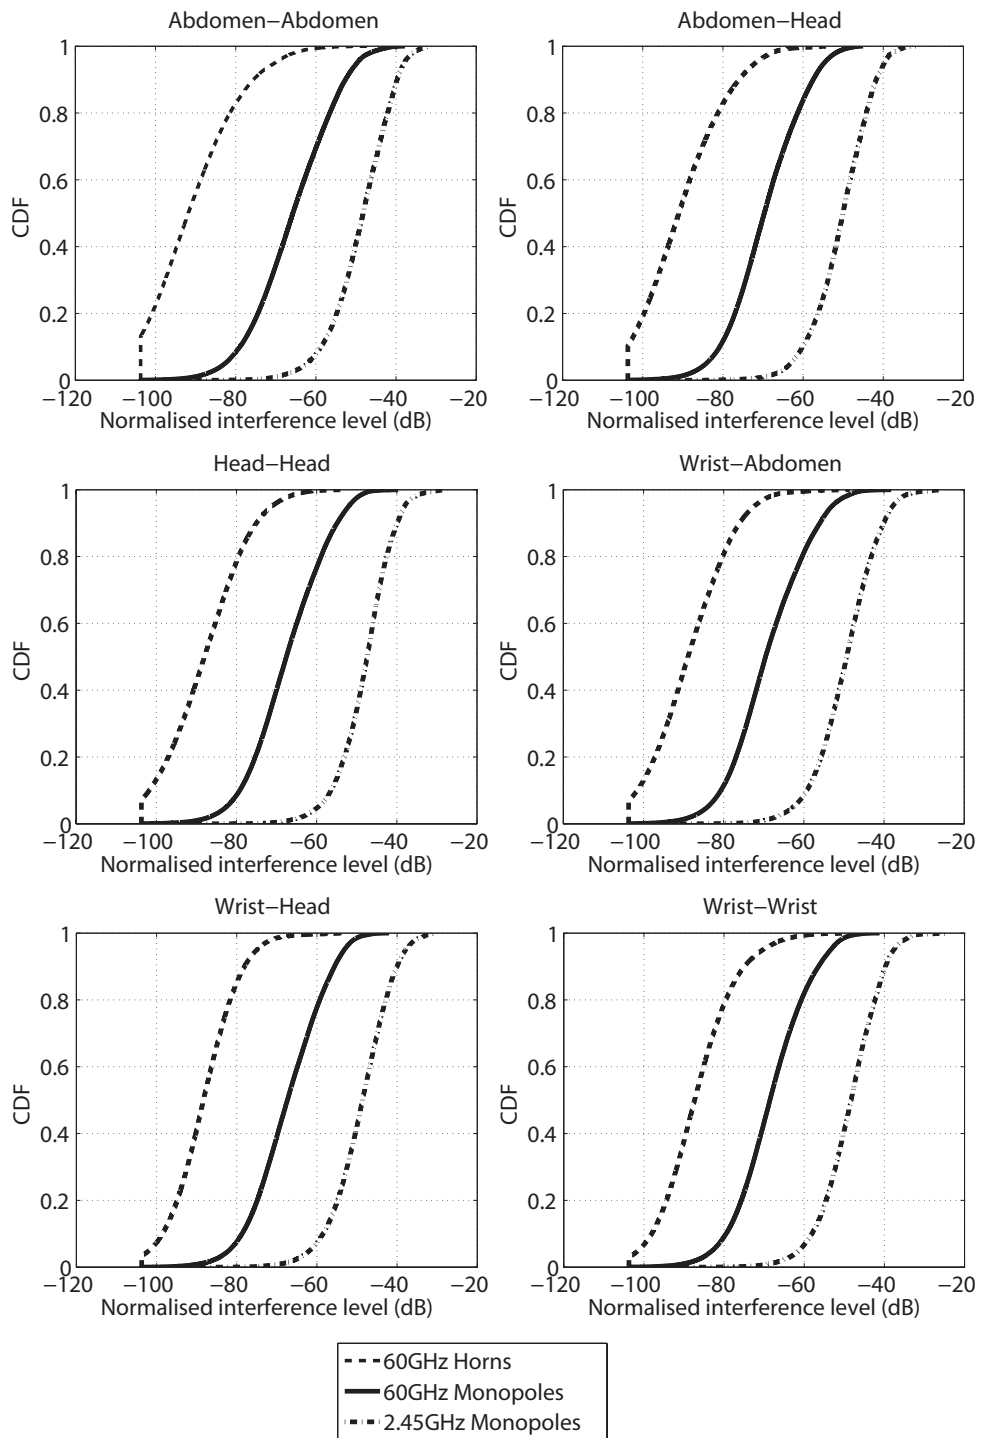 Abdomen−Abdomen
1
0.8
0.6
0.4
0.2
0
CDF
−120 −100 −80 −60 −40 −20
Normalised interference level (dB)
Abdomen−Head
1
0.8
0.6
0.4
0.2
0
CDF
−120 −100 −80 −60 −40 −20
Normalised interference level (dB)
Head−Head
1
0.8
0.6
0.4
0.2
0
CDF
−120 −100 −80 −60 −40 −20
Normalised interference level (dB)
Wrist−Abdomen
1
0.8
0.6
0.4
0.2
0
CDF
−120 −100 −80 −60 −40 −20
Normalised interference level (dB)
Wrist−Head
1
0.8
0.6
0.4
0.2
0
CDF
−120 −100 −80 −60 −40 −20
Normalised interference level (dB)
Wrist−Wrist
1
0.8
0.6
0.4
0.2
0
CDF
−120 −100 −80 −60 −40 −20
Normalised interference level (dB)
60GHz Horns
60GHz Monopoles
2.45GHz Monopoles